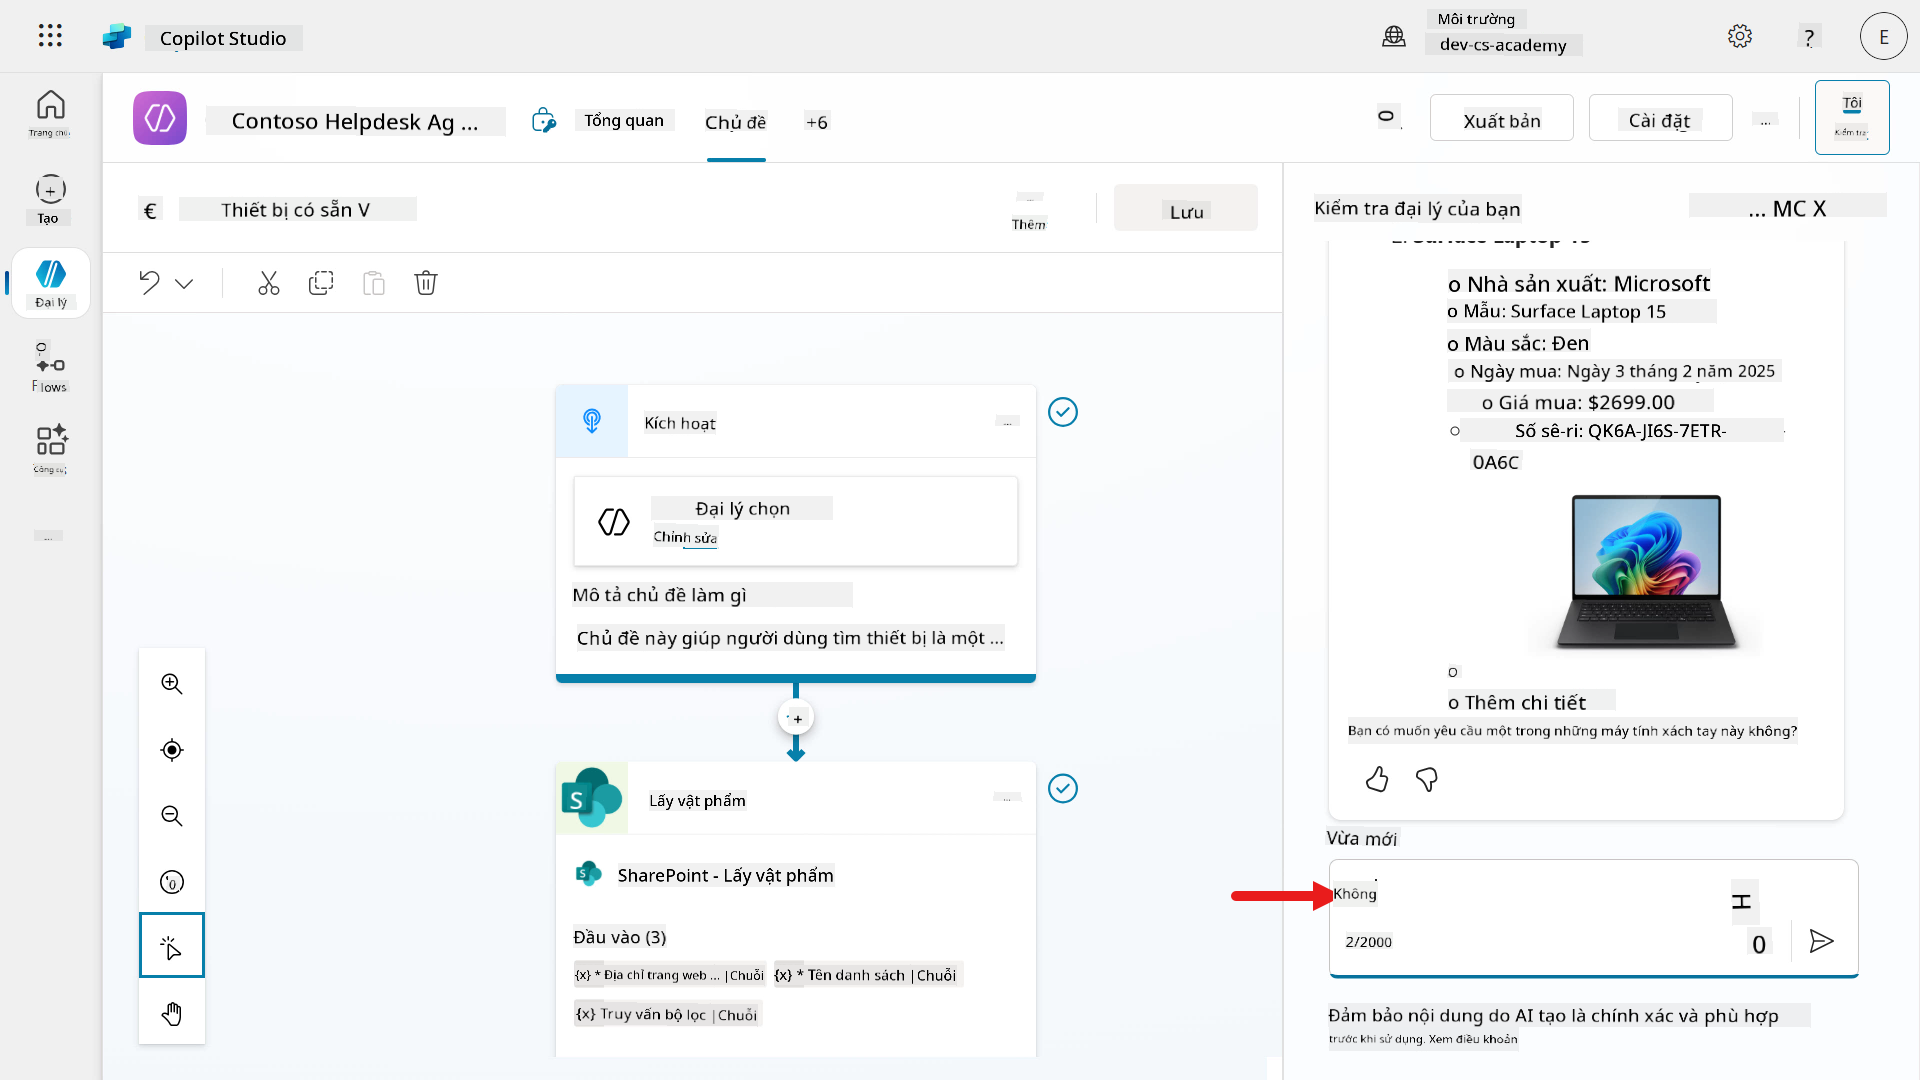 Copilot Studio
Môi trường
dev-cs-academy
?
E
Trang chủ
Tạo
Đại lý
Flows
Contoso Helpdesk Ag ...
Tổng quan
Chủ đề
+6
Xuất bản
Cài đặt
...
Tôi
Kiểm tra
€
Thiết bị có sẵn V
...
Thêm
Lưu
Kích hoạt
...
Đại lý chọn
Chỉnh sửa
Mô tả chủ đề làm gì
Chủ đề này giúp người dùng tìm thiết bị là một ...
Lấy vật phẩm
...
SharePoint - Lấy vật phẩm
Đầu vào (3)
{x} * Địa chỉ trang web ... |Chuỗi
{x} * Tên danh sách |Chuỗi
{x} Truy vấn bộ lọc |Chuỗi
Kiểm tra đại lý của bạn
... MC X
2. Surface Laptop 15
o Nhà sản xuất: Microsoft
o Mẫu: Surface Laptop 15
o Màu sắc: Đen
o Ngày mua: Ngày 3 tháng 2 năm 2025
o Giá mua: $2699.00
o Số sê-ri: QK6A-JI6S-7ETR-
0A6C
o
o Thêm chi tiết
Bạn có muốn yêu cầu một trong những máy tính xách tay này không?
Vừa mới
Không
2/2000
0
Đảm bảo nội dung do AI tạo là chính xác và phù hợp
trước khi sử dụng. Xem điều khoản